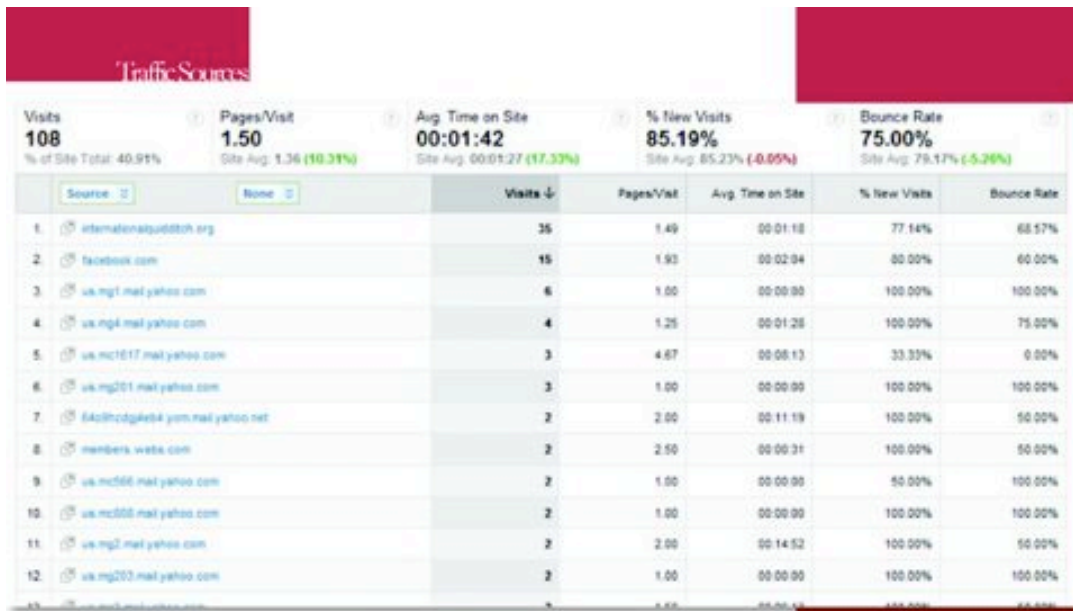 Traffic Sources
Visits Pages/Visit Avg. Time on Site % New Visits Bounce Rate
108 1.50 00:01:42 85.19% 75.00%
% of Site Total: 40.91% Site Avg: 1.36 (10.31%) Site Avg: 00:01:27 (17.33%) Site Avg: 85.23% (-0.05%) Site Avg: 79.17% (-5.26%)
Source None Visits Pages/Visit Avg. Time on Site % New Visits Bounce Rate
1. internationalquidditch.org 35 1.49 00:01:18 77.14% 68.57%
2. facebook.com 15 1.93 00:02:04 80.00% 60.00%
3. us.mg1.mail.yahoo.com 6 1.00 00:00:00 100.00% 100.00%
4. us.mg4.mail.yahoo.com 4 1.25 00:01:28 100.00% 75.00%
5. us.mc1617.mail.yahoo.com 3 4.67 00:08:13 33.33% 0.00%
6. us.mg201.mail.yahoo.com 3 1.00 00:00:00 100.00% 100.00%
7. 2 2.00 00:11:19 100.00% 50.00%
8. members.webs.com 2 2.50 00:00:31 100.00% 50.00%
9. us.mc566.mail.yahoo.com 2 1.00 00:00:00 50.00% 100.00%
10. 2 1.00 00:00:00 100.00% 100.00%
11. us.mg2.mail.yahoo.com 2 2.00 00:14:52 100.00% 50.00%
12. us.mg203.mail.yahoo.com 2 1.00 00:00:00 100.00% 100.00%